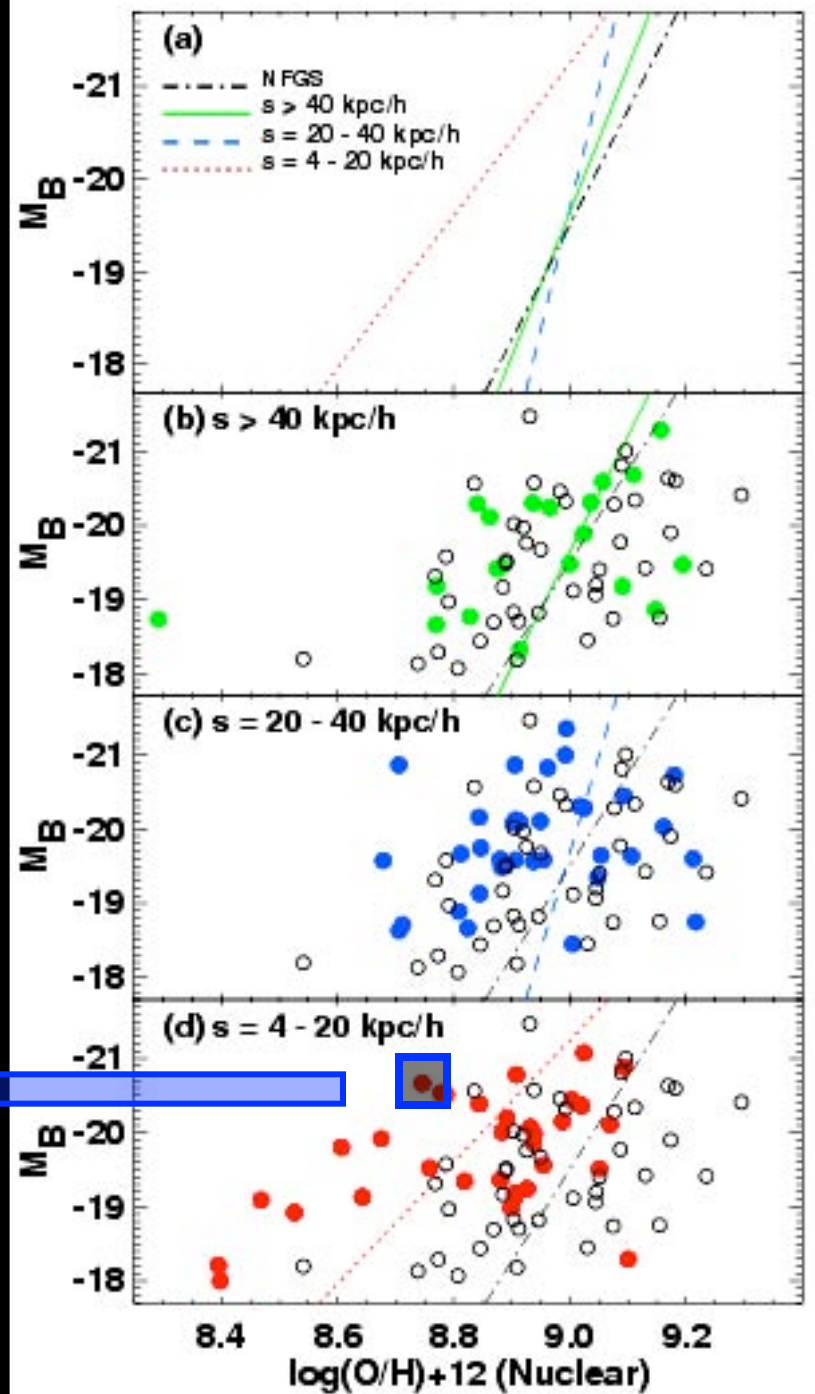 (a)
NFGS
s > 40 kpc/h
s = 20 - 40 kpc/h
s = 4 - 20 kpc/h
-21
-20
-19
-18
M_B
(b) s > 40 kpc/h
-21
-20
-19
-18
M_B
(c) s = 20 - 40 kpc/h
-21
-20
-19
-18
M_B
(d) s = 4 - 20 kpc/h
-21
-20
-19
-18
M_B
8.4 8.6 8.8 9.0 9.2
log(O/H)+12 (Nuclear)